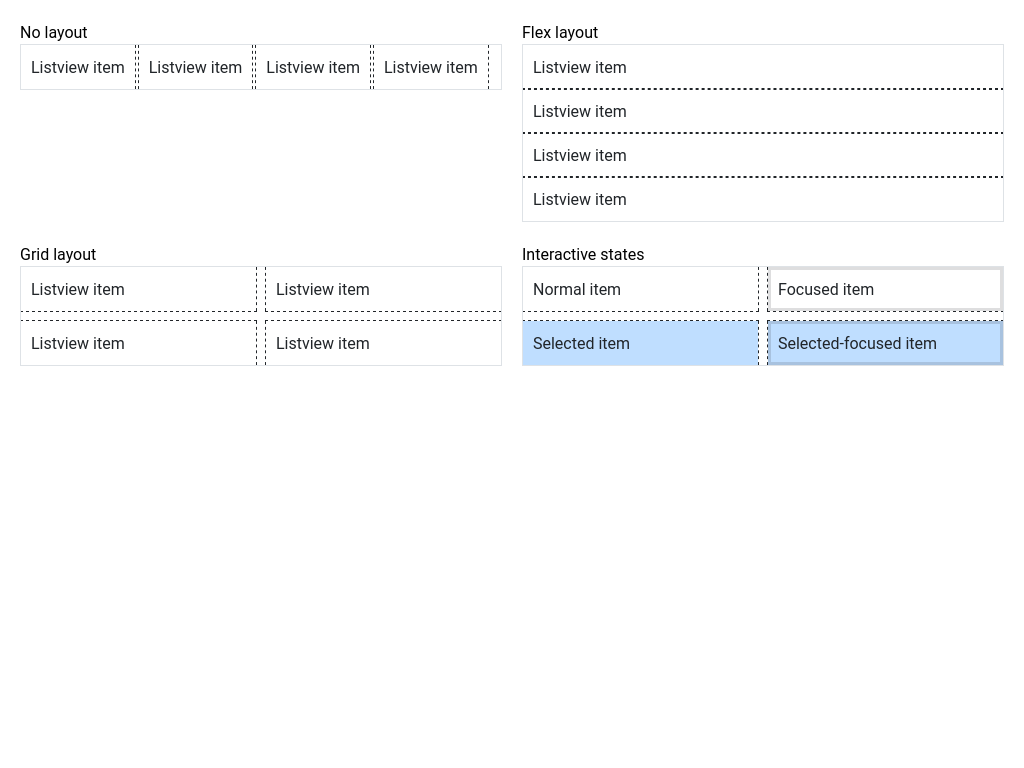 No layout
Listview item Listview item Listview item Listview item
Flex layout
Listview item
Listview item
Listview item
Listview item
Grid layout
Listview item Listview item
Listview item Listview item
Interactive states
Normal item Focused item
Selected item Selected-focused item